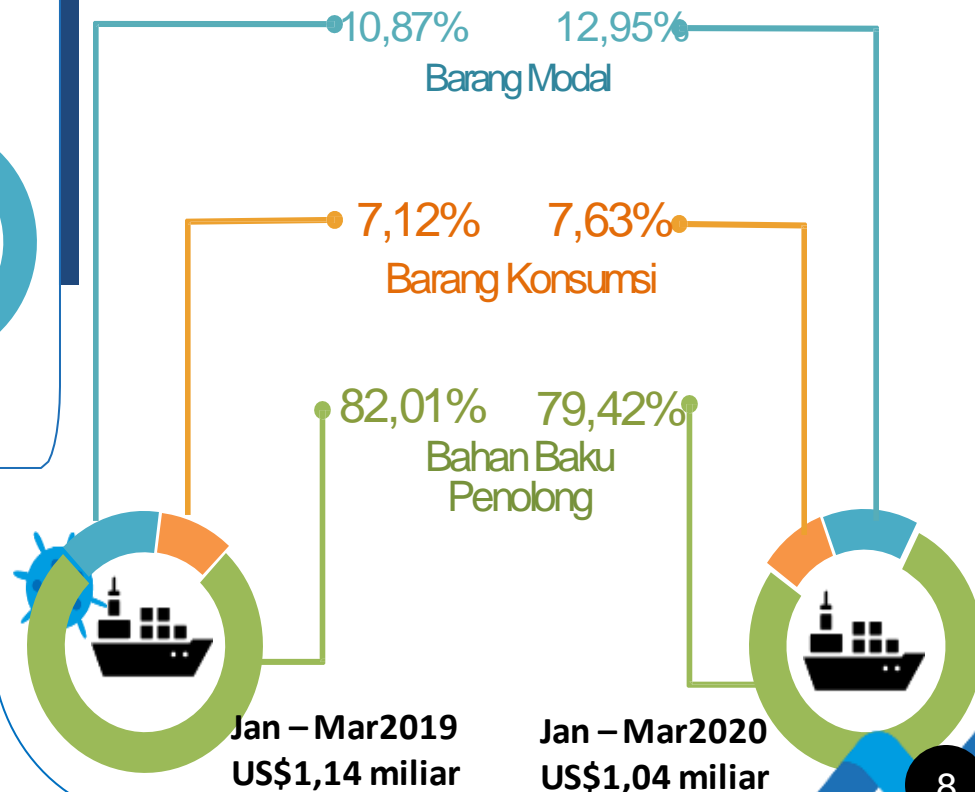 10,87% 12,95%
Barang Modal
7,12% 7,63%
Barang Konsumsi
82,01% 79,42%
Bahan Baku
Penolong
Jan – Mar2019
US$1,14 miliar
Jan – Mar2020
US$1,04 miliar
8